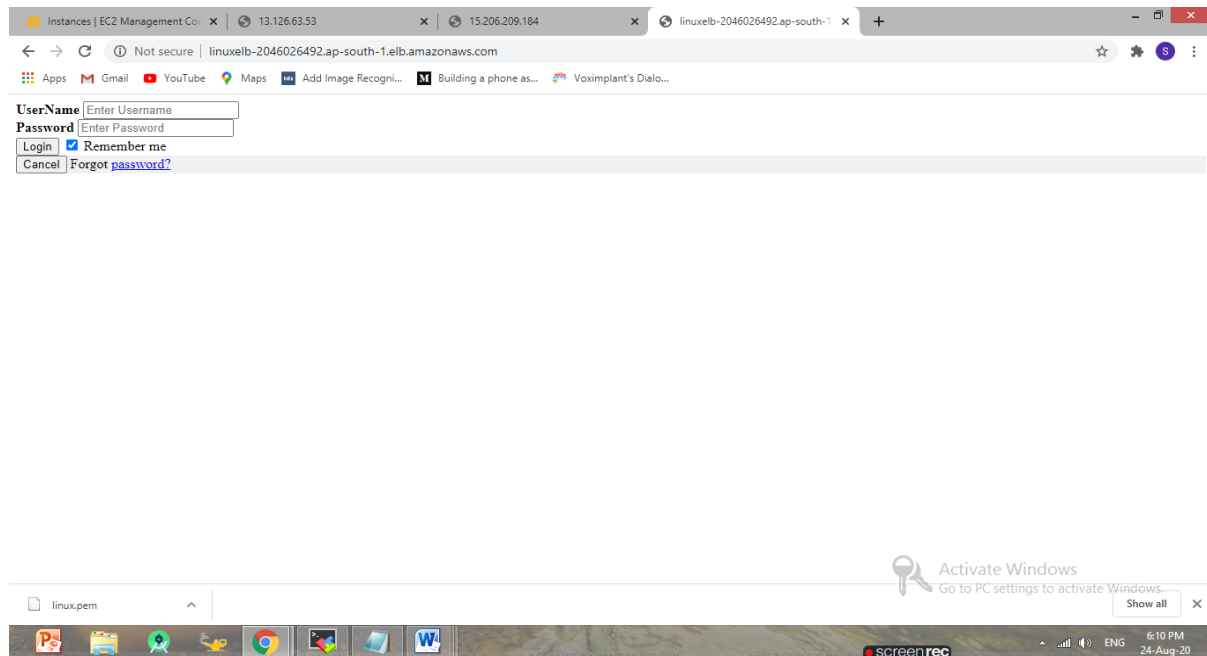 Instances | EC2 Management Con
13.126.63.53
15.206.209.184
linuxelb-2046026492.ap-south-1.
Not secure | linuxelb-2046026492.ap-south-1.elb.amazonaws.com
S
Apps Gmail YouTube Maps tds Add Image Recogni... M Building a phone as... Voximplant's Dialo...
UserName Enter Username
Password Enter Password
Login Remember me
Cancel Forgot password?
Activate Windows
Go to PC settings to activate Windows.
linux.pem
Show all
screenrec
ENG
6:10 PM
24-Aug-20